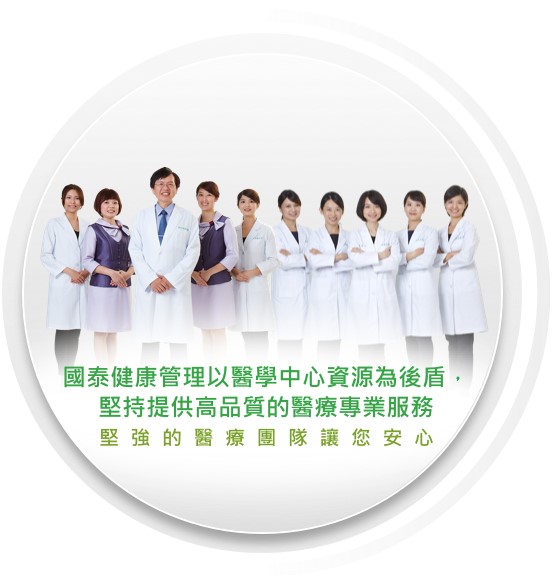 國泰健康管理以醫學中心資源為後盾，
堅持提供高品質的醫療專業服務
堅強的醫療團隊讓您安心